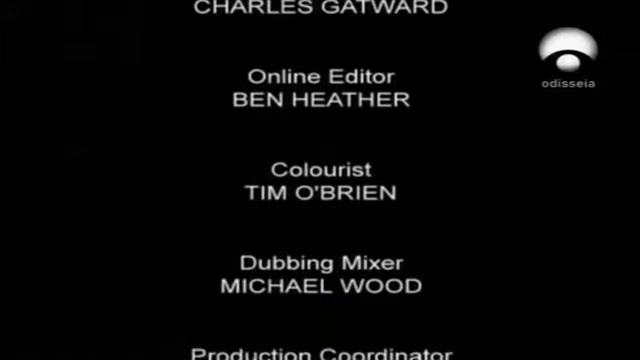 CHARLES GATWARD
odisseia
Online Editor
BEN HEATHER
Colourist
TIM O'BRIEN
Dubbing Mixer
MICHAEL WOOD
Production Coordinator